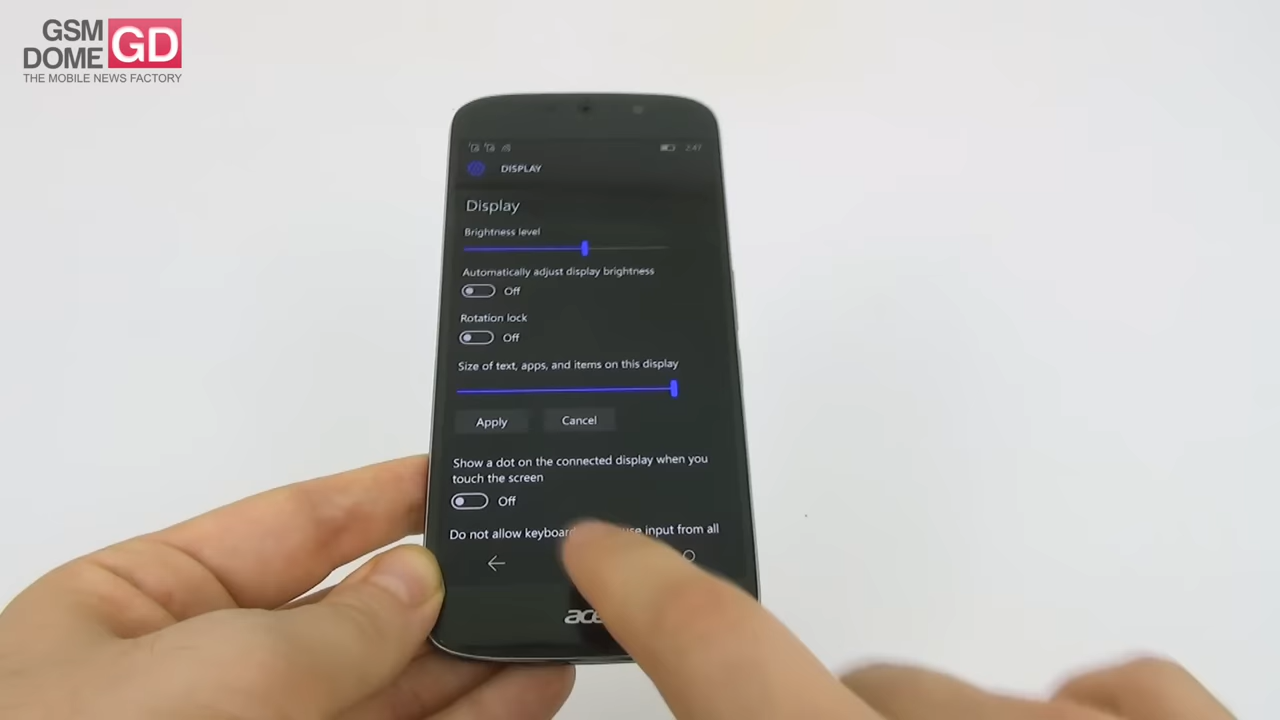 GSM
DOME GD
THE MOBILE NEWS FACTORY
2:47
DISPLAY
Display
Brightness level
Automatically adjust display brightness
Off
Rotation lock
Off
Size of text, apps, and items on this display
Apply Cancel
Show a dot on the connected display when you
touch the screen
Off
Do not allow input from all